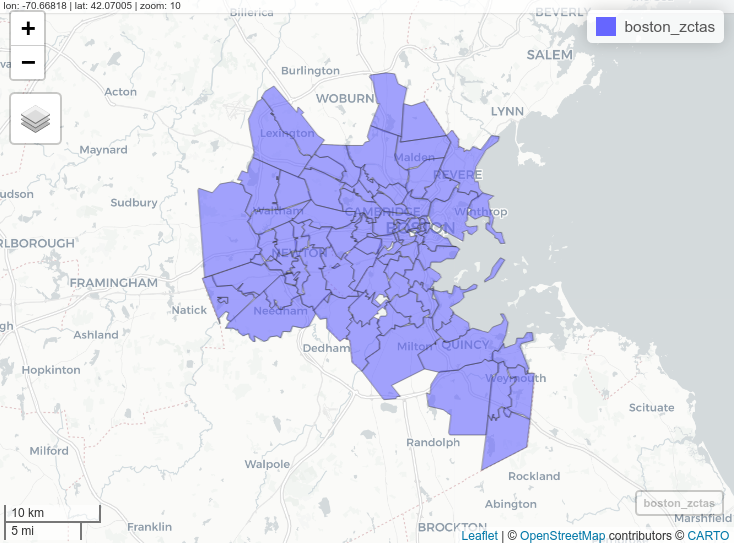 lon: -70.66818 | lat: 42.07005 | zoom: 10
Billerica
BEVERLY
+
−
boston_zctas
SALEM
Burlington
Acton
WOBURN
LYNN
Lexington
Maynard
Malden
REVERE
udson
Sudbury
Waltham
CAMBRIDGE
Winthrop
BOSTON
RLBOROUGH
NEWTON
FRAMINGHAM
Natick
Needham
gh
Ashland
Dedham
Milton
QUINCY
Hopkinton
Weymouth
Scituate
Randolph
Milford
Walpole
Rockland
boston_zctas
Abington
10 km
5 mi
Franklin
BROCKTON
Marshfield
Leaflet | © OpenStreetMap contributors © CARTO